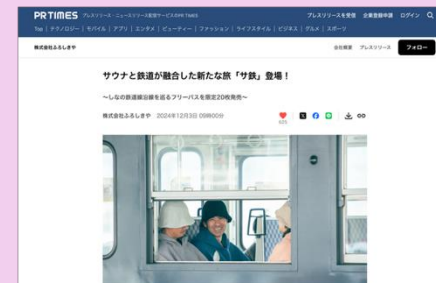 PR TIMES プレスリリース・ニュースリリース配信サービスのPR TIMES プレスリリースを受信 企業登録申請 ログイン
Top | テクノロジー | モバイル | アプリ | エンタメ | ビューティー | ファッション | ライフスタイル | ビジネス | グルメ | スポーツ
株式会社ふろしきや 会社概要 プレスリリース フォロー
サウナと鉄道が融合した新たな旅「サ鉄」登場！
～しなの鉄道線沿線を巡るフリーパスを限定20枚発売～
株式会社ふろしきや 2024年12月3日 09時00分